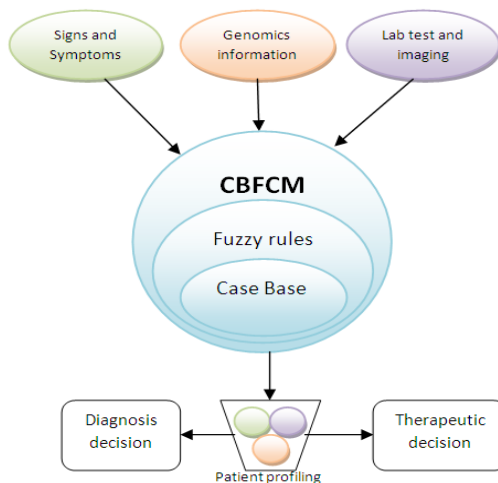 Signs and
Symptoms
Genomics
information
Lab test and
imaging
CBFCM
Fuzzy rules
Case Base
Diagnosis
decision
Therapeutic
decision
Patient profiling